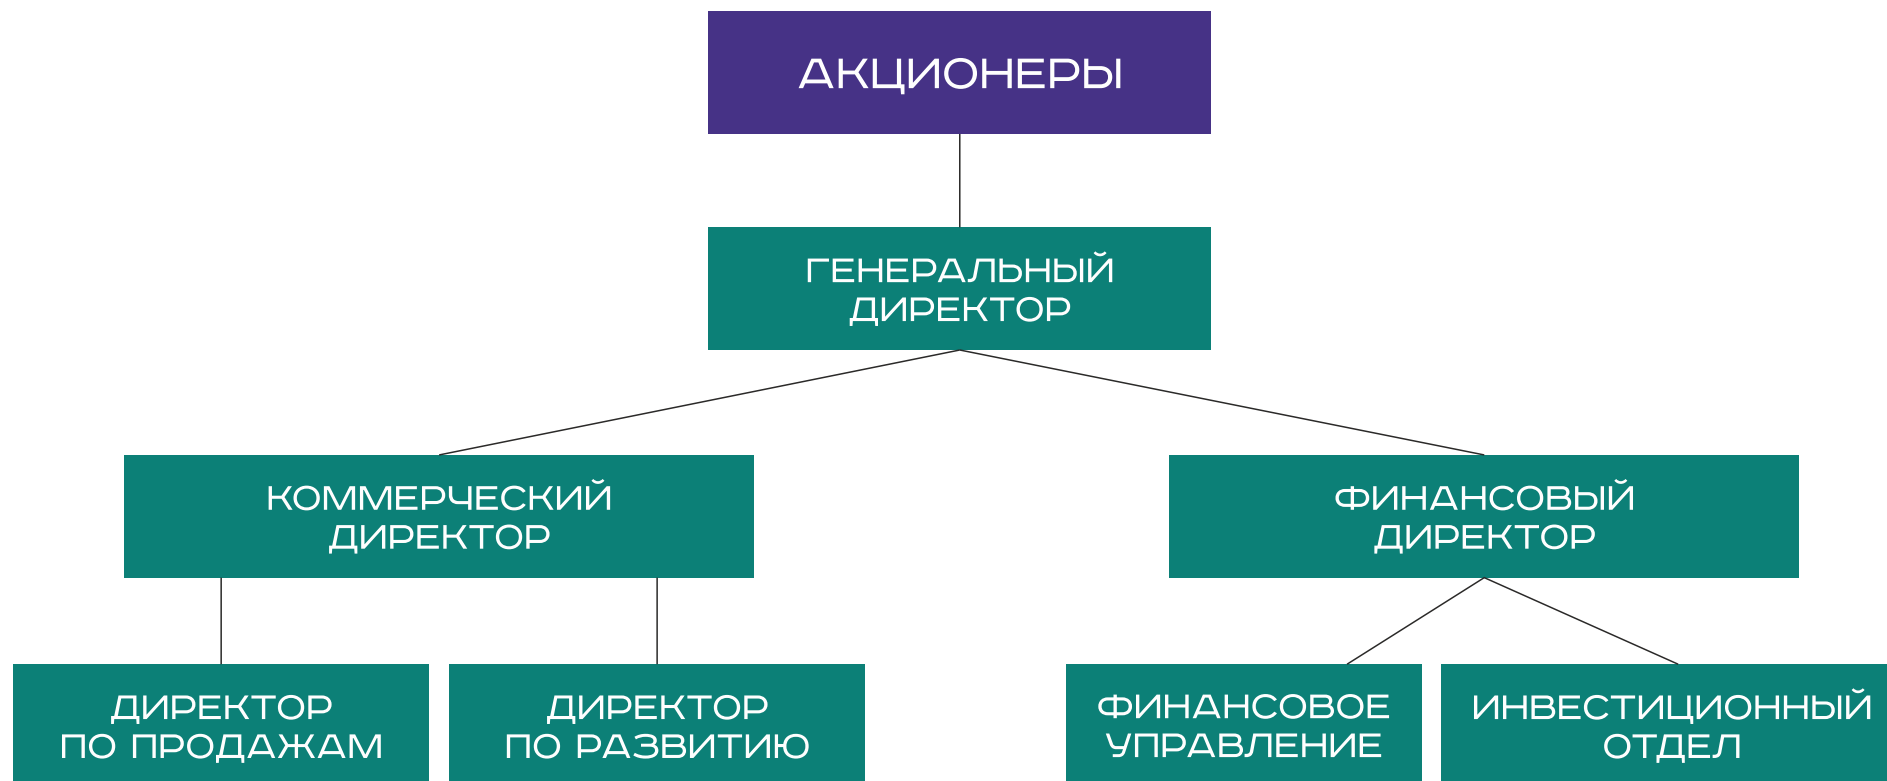 АКЦИОНЕРЫ
ГЕНЕРАЛЬНЫЙ
ДИРЕКТОР
КОММЕРЧЕСКИЙ
ДИРЕКТОР
ФИНАНСОВЫЙ
ДИРЕКТОР
ДИРЕКТОР
ПО ПРОДАЖАМ
ДИРЕКТОР
ПО РАЗВИТИЮ
ФИНАНСОВОЕ
УПРАВЛЕНИЕ
ИНВЕСТИЦИОННЫЙ
ОТДЕЛ